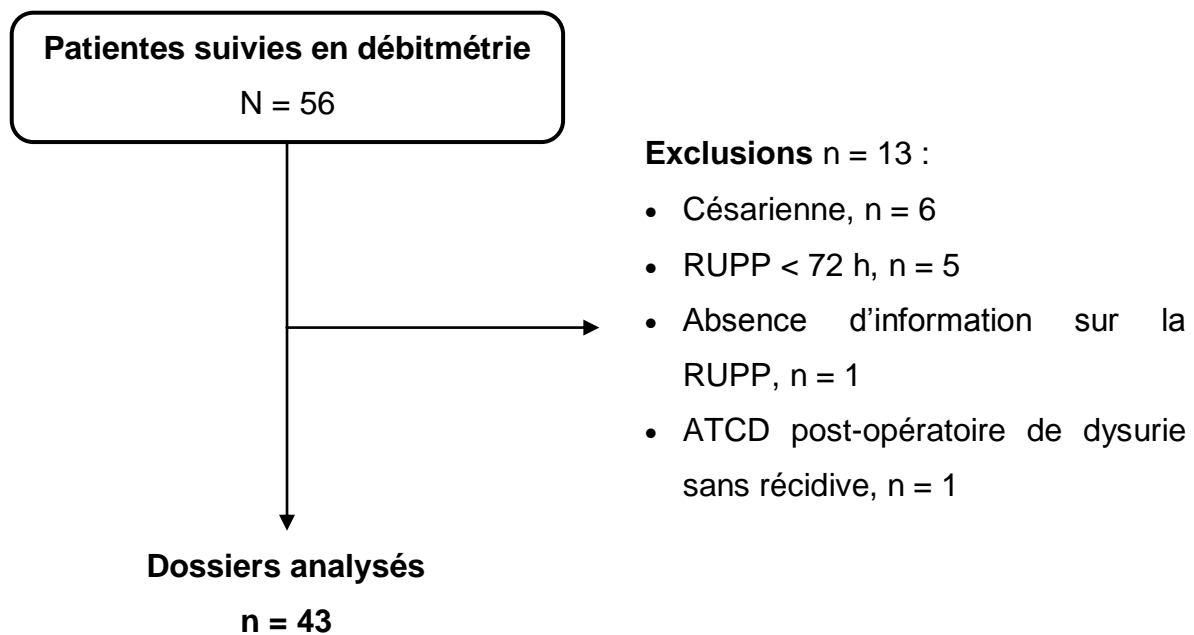 Patientes suivies en débitmétrie
N = 56
Exclusions n = 13 :
• Césarienne, n = 6
• RUPP < 72 h, n = 5
• Absence d’information sur la
RUPP, n = 1
• ATCD post-opératoire de dysurie
sans récidive, n = 1
Dossiers analysés
n = 43